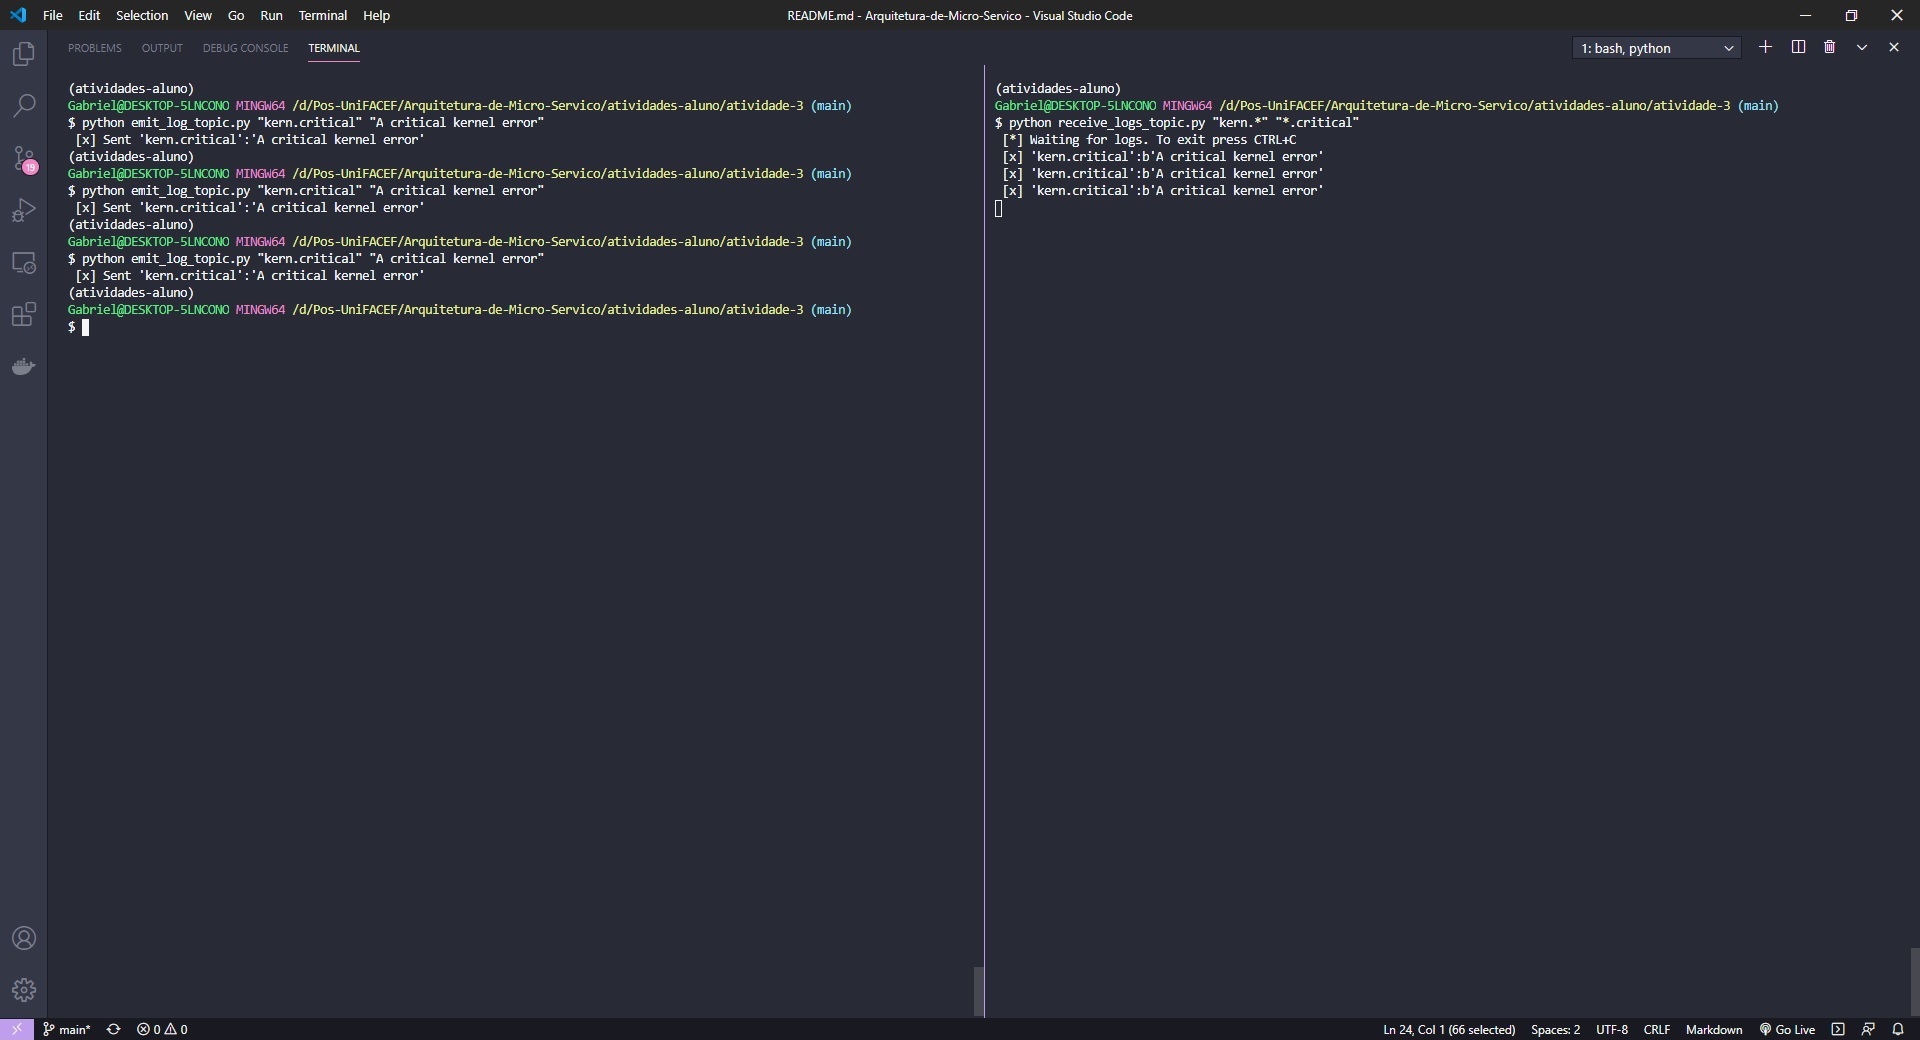 File Edit Selection View Go Run Terminal Help
README.md - Arquitetura-de-Micro-Servico - Visual Studio Code
PROBLEMS OUTPUT DEBUG CONSOLE TERMINAL
1: bash, python
19
(atividades-aluno)
Gabriel@DESKTOP-5LNCONO MINGW64 /d/Pos-UniFACEF/Arquitetura-de-Micro-Servico/atividades-aluno/atividade-3 (main)
$ python emit_log_topic.py "kern.critical" "A critical kernel error"
[x] Sent 'kern.critical':'A critical kernel error'
(atividades-aluno)
Gabriel@DESKTOP-5LNCONO MINGW64 /d/Pos-UniFACEF/Arquitetura-de-Micro-Servico/atividades-aluno/atividade-3 (main)
$ python emit_log_topic.py "kern.critical" "A critical kernel error"
[x] Sent 'kern.critical':'A critical kernel error'
(atividades-aluno)
Gabriel@DESKTOP-5LNCONO MINGW64 /d/Pos-UniFACEF/Arquitetura-de-Micro-Servico/atividades-aluno/atividade-3 (main)
$ python emit_log_topic.py "kern.critical" "A critical kernel error"
[x] Sent 'kern.critical':'A critical kernel error'
(atividades-aluno)
Gabriel@DESKTOP-5LNCONO MINGW64 /d/Pos-UniFACEF/Arquitetura-de-Micro-Servico/atividades-aluno/atividade-3 (main)
$
(atividades-aluno)
Gabriel@DESKTOP-5LNCONO MINGW64 /d/Pos-UniFACEF/Arquitetura-de-Micro-Servico/atividades-aluno/atividade-3 (main)
$ python receive_logs_topic.py "kern.*" "*.critical"
[*] Waiting for logs. To exit press CTRL+C
[x] 'kern.critical':b'A critical kernel error'
[x] 'kern.critical':b'A critical kernel error'
[x] 'kern.critical':b'A critical kernel error'
main* 0 0
Ln 24, Col 1 (66 selected) Spaces: 2 UTF-8 CRLF Markdown Go Live